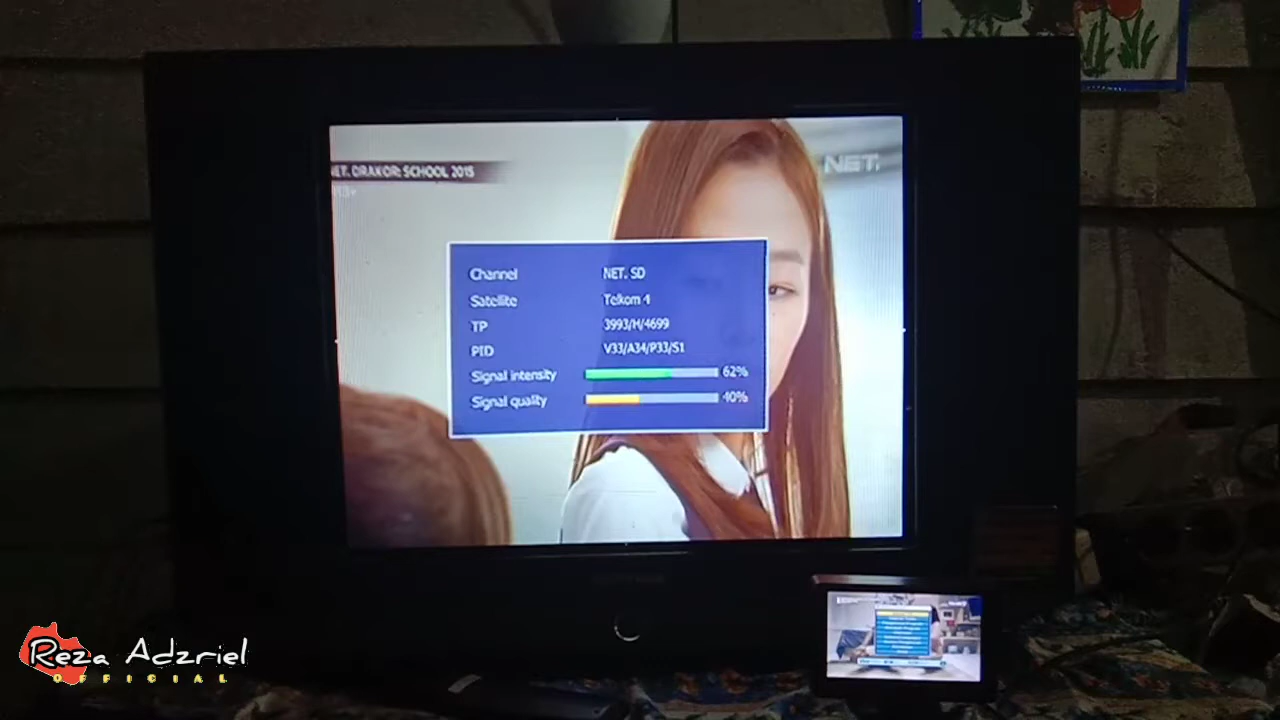 NET. DRAKOR: SCHOOL 2015
13+
NET.
Channel NET. SD
Satellite Telkom 4
TP 3993/H/4699
PID V33/A34/P33/S1
Signal intensity 62%
Signal quality 40%
Reza Adzriel
OFFICIAL